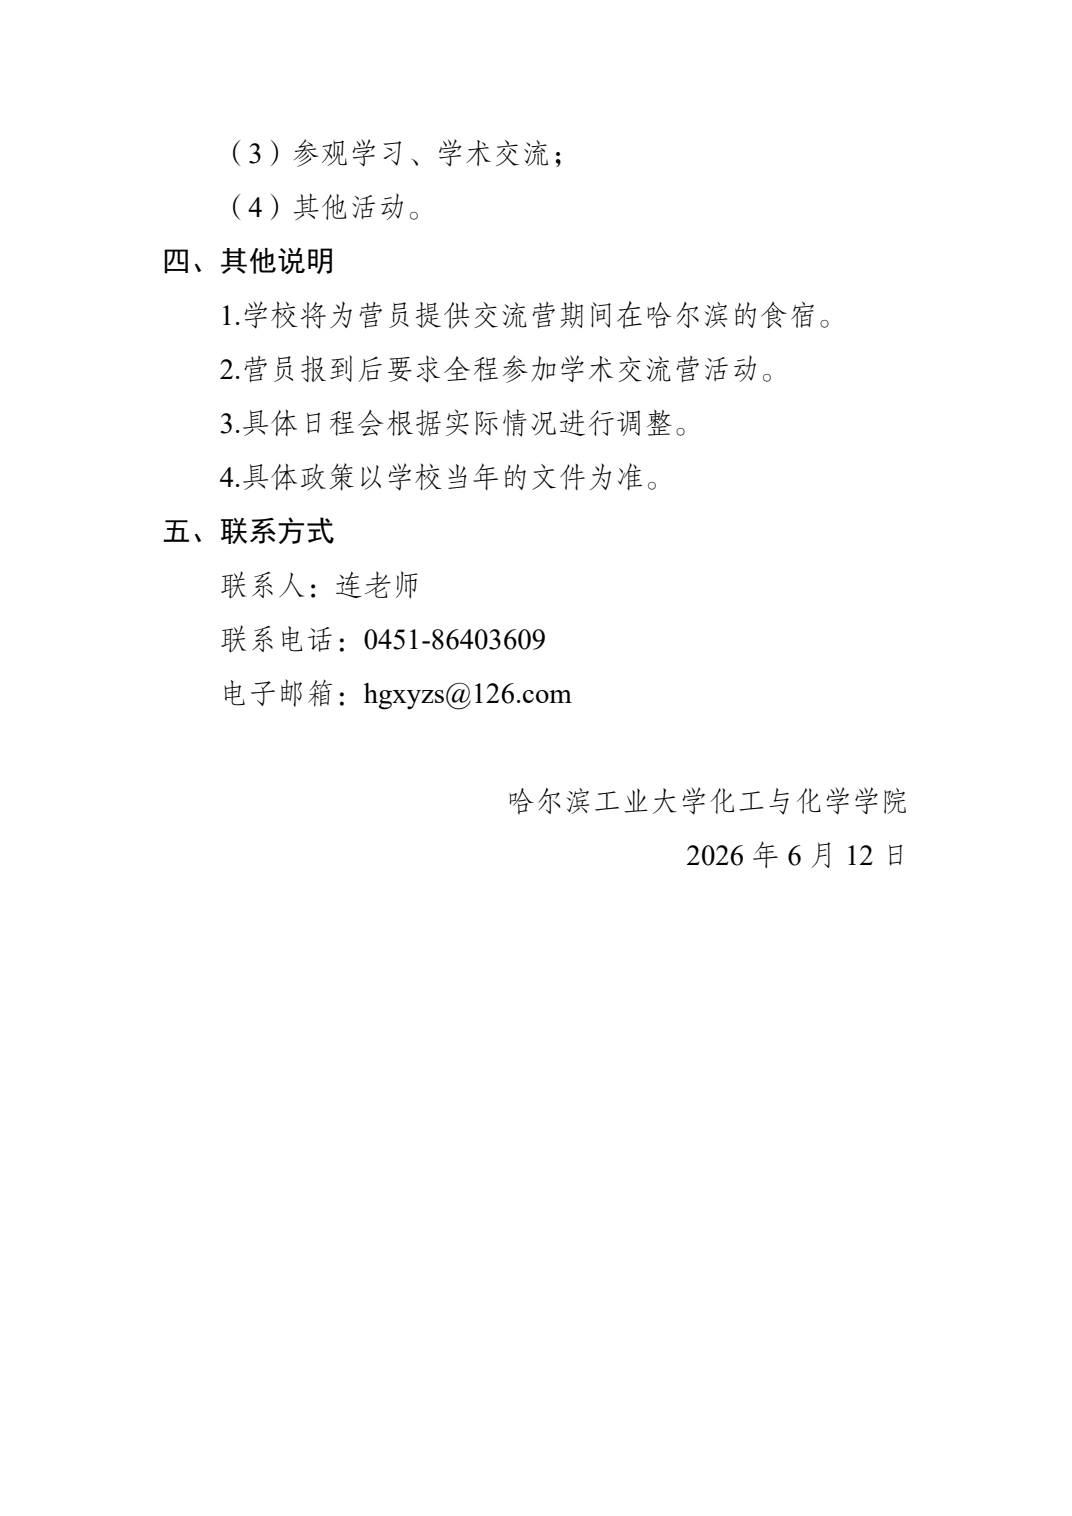 （3）参观学习、学术交流；
（4）其他活动。
四、其他说明
1.学校将为营员提供交流营期间在哈尔滨的食宿。
2.营员报到后要求全程参加学术交流营活动。
3.具体日程会根据实际情况进行调整。
4.具体政策以学校当年的文件为准。
五、联系方式
联系人：连老师
联系电话：0451-86403609
电子邮箱：hgxyzs@126.com
哈尔滨工业大学化工与化学学院
2026 年 6 月 12 日